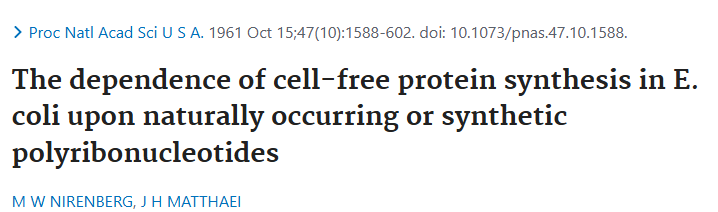 Proc Natl Acad Sci U S A. 1961 Oct 15;47(10):1588-602. doi: 10.1073/pnas.47.10.1588.
The dependence of cell-free protein synthesis in E.
coli upon naturally occurring or synthetic
polyribonucleotides
M W NIRENBERG, J H MATTHAEI